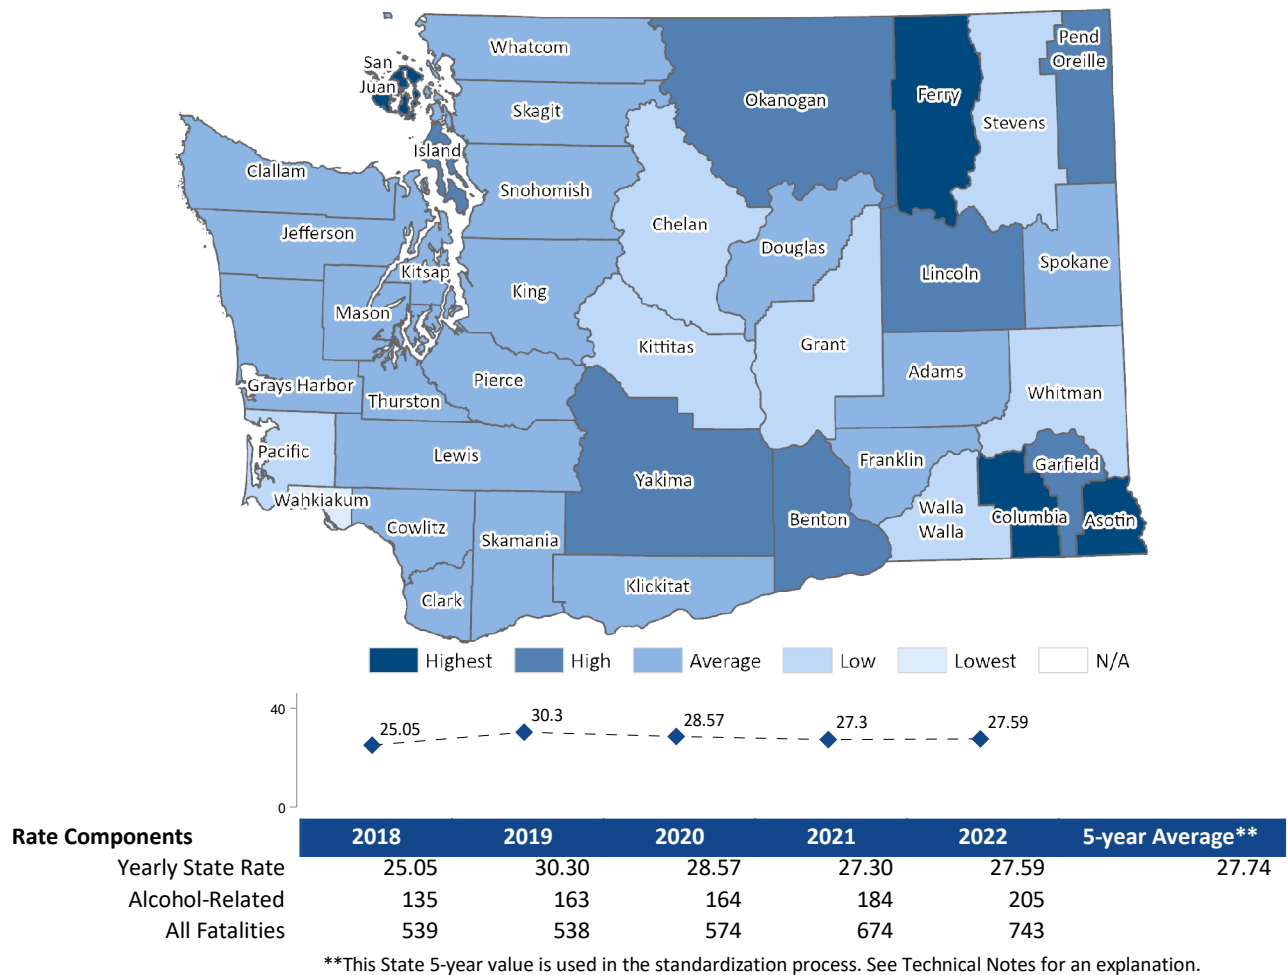 Whatcom
Pend
Oreille
San
Juan
Okanogan
Ferry
Stevens
Skagit
Island
Clallam
Snohomish
Chelan
Jefferson
Douglas
Kitsap
Lincoln
Spokane
King
Mason
Kittitas
Grant
Adams
Grays Harbor
Pierce
Whitman
Thurston
Pacific
Lewis
Franklin
Garfield
Yakima
Wahkiakum
Walla
Walla
Columbia
Asotin
Benton
Cowlitz
Skamania
Klickitat
Clark
Highest High Average Low Lowest N/A
40
25.05 30.3 28.57 27.3 27.59
0
Rate Components 2018 2019 2020 2021 2022 5-year Average**
Yearly State Rate 25.05 30.30 28.57 27.30 27.59 27.74
Alcohol-Related 135 163 164 184 205
All Fatalities 539 538 574 674 743
**This State 5-year value is used in the standardization process. See Technical Notes for an explanation.